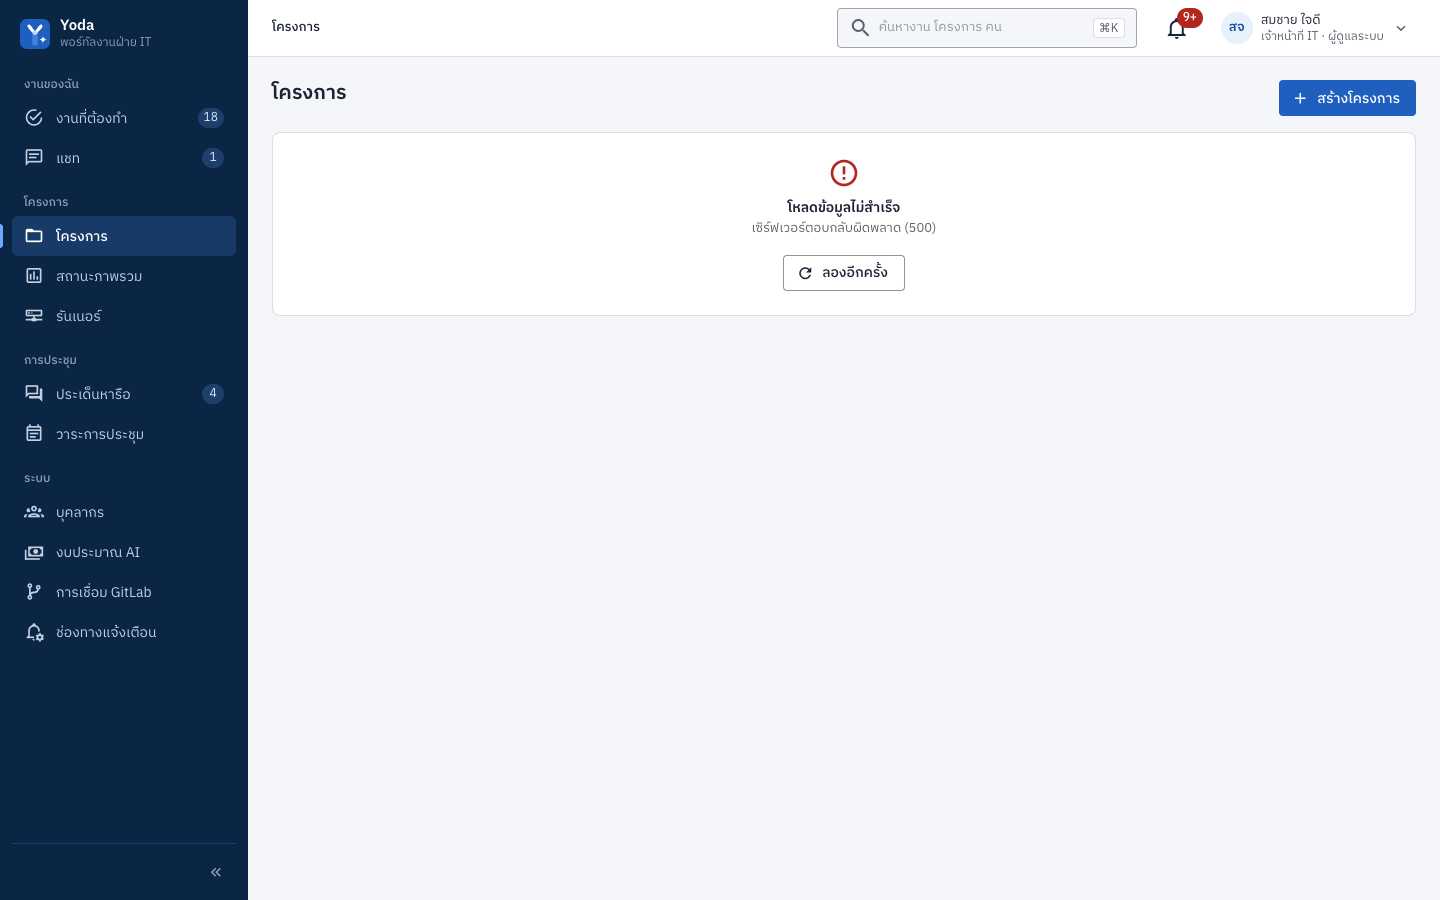 Yoda
พอร์ทัลงานฝ่าย IT
งานของฉัน
งานที่ต้องทำ 18
แชท 1
โครงการ
โครงการ
สถานะภาพรวม
รันเนอร์
การประชุม
ประเด็นหารือ 4
วาระการประชุม
ระบบ
บุคลากร
งบประมาณ AI
การเชื่อม GitLab
ช่องทางแจ้งเตือน
โครงการ
ค้นหางาน โครงการ คน ⌘K
9+
สจ
สมชาย ใจดี
เจ้าหน้าที่ IT · ผู้ดูแลระบบ
โครงการ
สร้างโครงการ
โหลดข้อมูลไม่สำเร็จ
เซิร์ฟเวอร์ตอบกลับผิดพลาด (500)
ลองอีกครั้ง